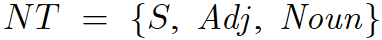 NT = {S, Adj, Noun}